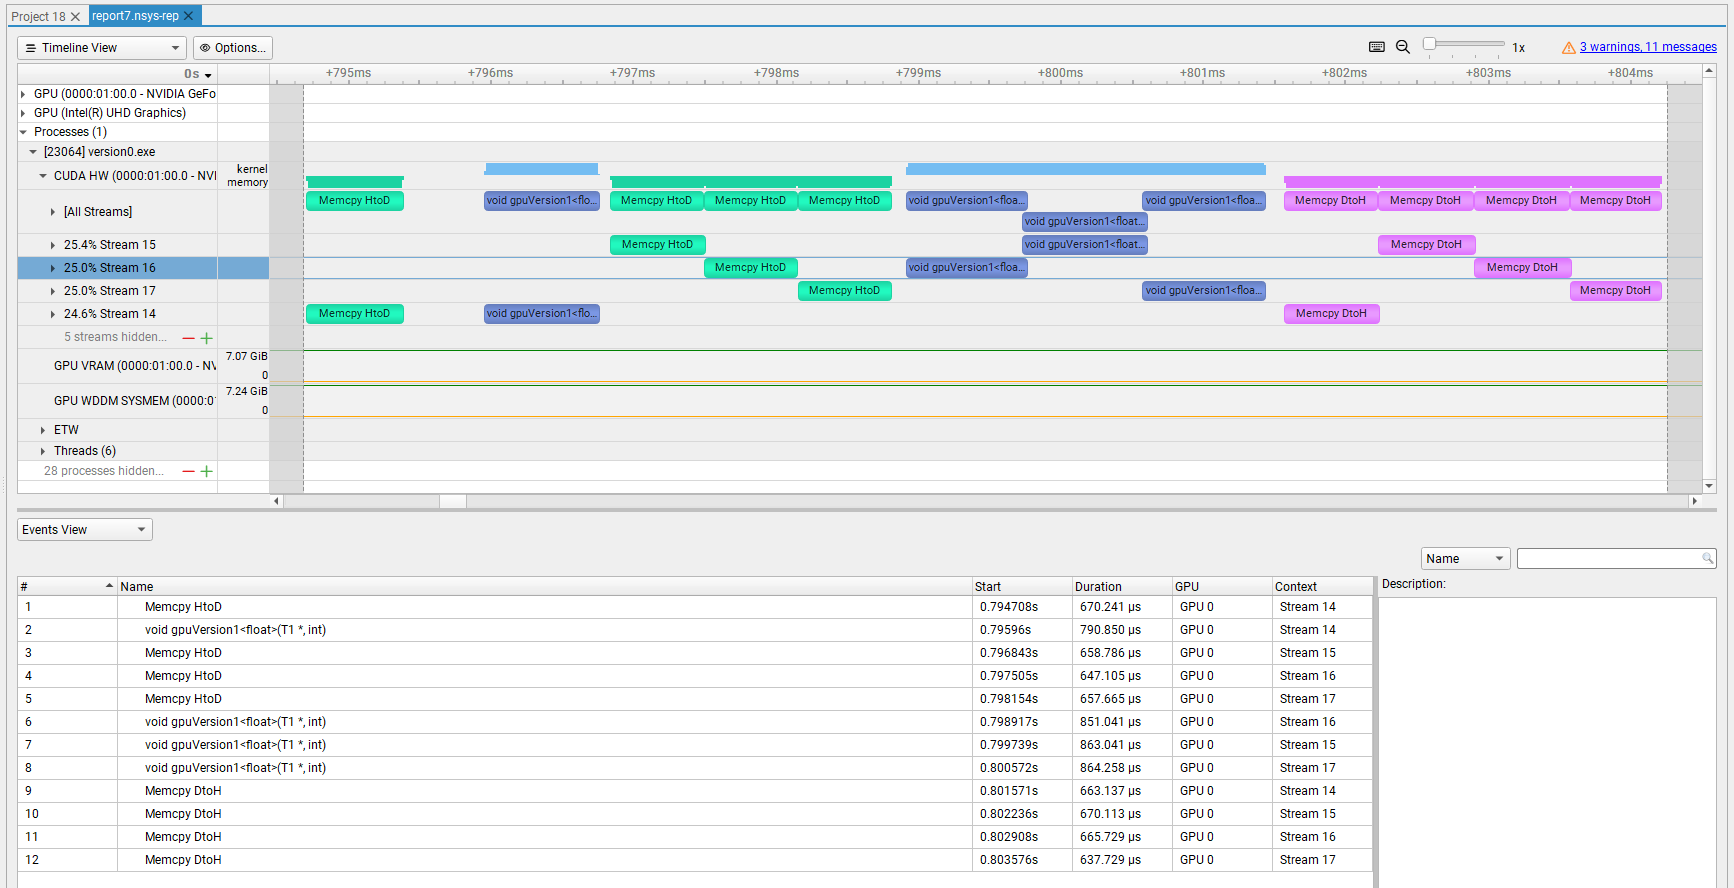 Project 18
report7.nsys-rep
Timeline View
Options...
1x
3 warnings, 11 messages
0s
+795ms +796ms +797ms +798ms +799ms +800ms +801ms +802ms +803ms +804ms
GPU (0000:01:00.0 - NVIDIA GeFo
GPU (Intel(R) UHD Graphics)
Processes (1)
[23064] version0.exe
CUDA HW (0000:01:00.0 - NVI
kernel
memory
[All Streams]
Memcpy HtoD void gpuVersion1<flo... Memcpy HtoD Memcpy HtoD Memcpy HtoD void gpuVersion1<floa... void gpuVersion1<floa... Memcpy DtoH Memcpy DtoH Memcpy DtoH Memcpy DtoH
void gpuVersion1<float...
25.4% Stream 15 Memcpy HtoD void gpuVersion1<float... Memcpy DtoH
25.0% Stream 16 Memcpy HtoD void gpuVersion1<floa... Memcpy DtoH
25.0% Stream 17 Memcpy HtoD void gpuVersion1<floa... Memcpy DtoH
24.6% Stream 14 Memcpy HtoD void gpuVersion1<flo... Memcpy DtoH
5 streams hidden...
GPU VRAM (0000:01:00.0 - NV
7.07 GiB
0
GPU WDDM SYSMEM (0000:0
7.24 GiB
0
ETW
Threads (6)
28 processes hidden...
Events View
Name
# Name Start Duration GPU Context
Description:
1 Memcpy HtoD 0.794708s 670.241 μs GPU 0 Stream 14
2 void gpuVersion1<float>(T1 *, int) 0.79596s 790.850 μs GPU 0 Stream 14
3 Memcpy HtoD 0.796843s 658.786 μs GPU 0 Stream 15
4 Memcpy HtoD 0.797505s 647.105 μs GPU 0 Stream 16
5 Memcpy HtoD 0.798154s 657.665 μs GPU 0 Stream 17
6 void gpuVersion1<float>(T1 *, int) 0.798917s 851.041 μs GPU 0 Stream 16
7 void gpuVersion1<float>(T1 *, int) 0.799739s 863.041 μs GPU 0 Stream 15
8 void gpuVersion1<float>(T1 *, int) 0.800572s 864.258 μs GPU 0 Stream 17
9 Memcpy DtoH 0.801571s 663.137 μs GPU 0 Stream 14
10 Memcpy DtoH 0.802236s 670.113 μs GPU 0 Stream 15
11 Memcpy DtoH 0.802908s 665.729 μs GPU 0 Stream 16
12 Memcpy DtoH 0.803576s 637.729 μs GPU 0 Stream 17